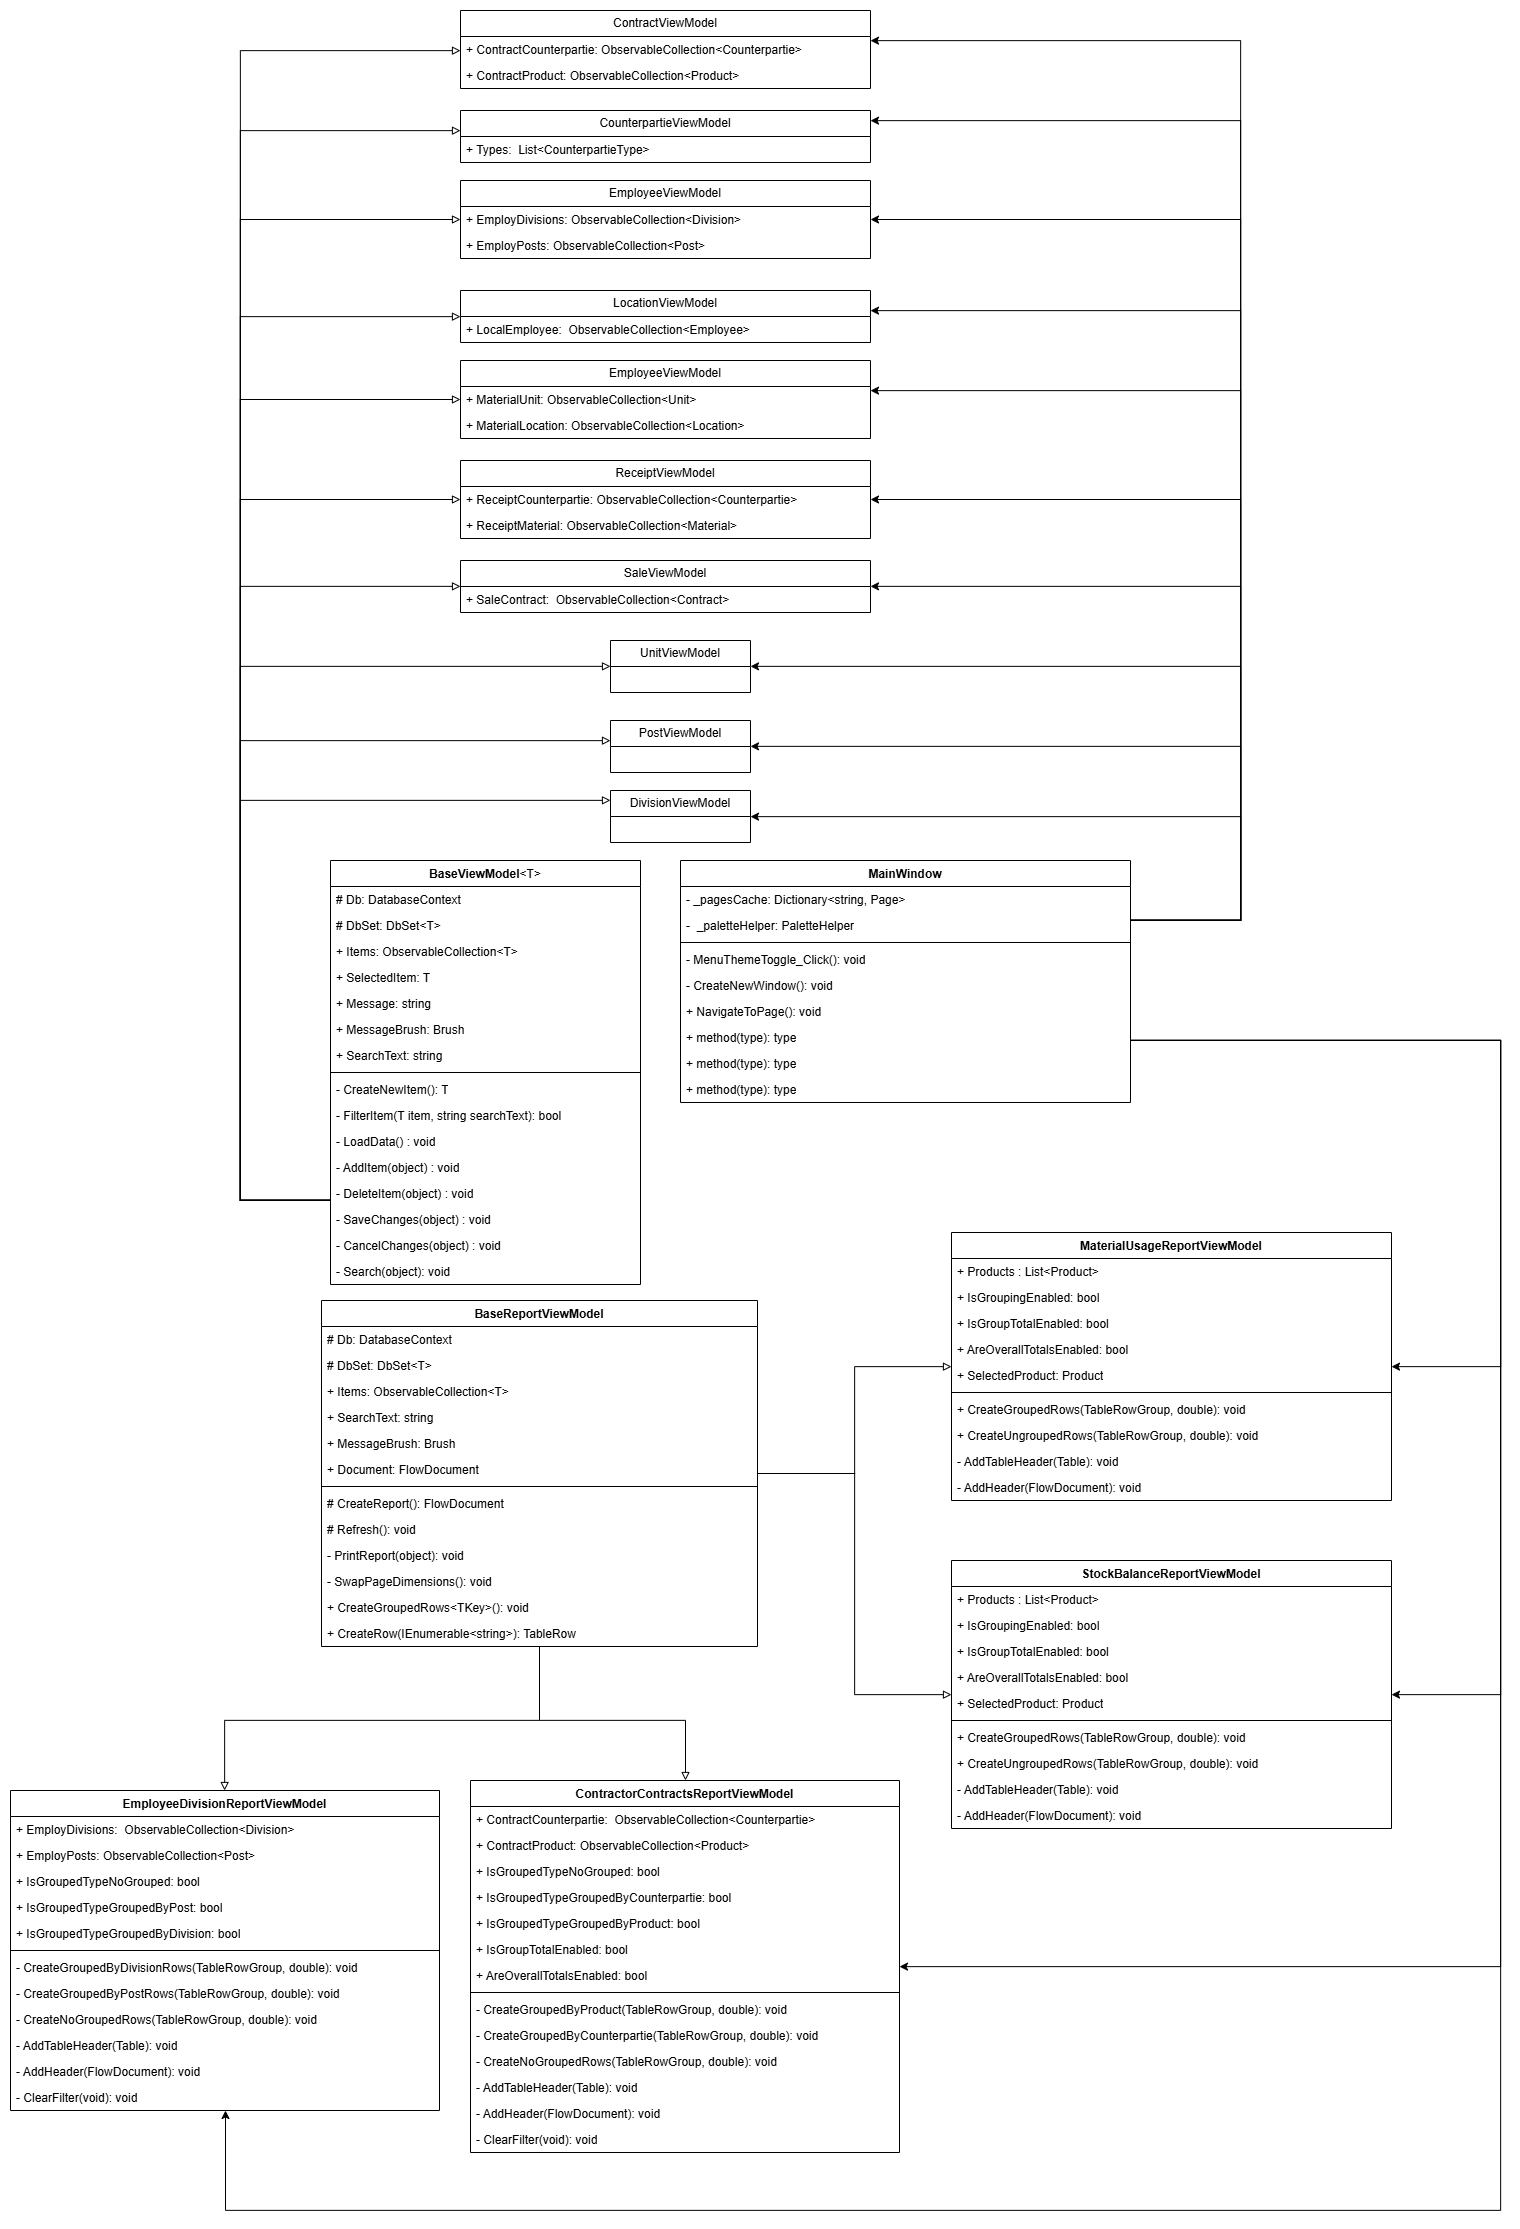 ContractViewModel
+ ContractCounterpartie: ObservableCollection<Counterpartie>
+ ContractProduct: ObservableCollection<Product>
CounterpartieViewModel
+ Types:  List<CounterpartieType>
EmployeeViewModel
+ EmployDivisions: ObservableCollection<Division>
+ EmployPosts: ObservableCollection<Post>
LocationViewModel
+ LocalEmployee:  ObservableCollection<Employee>
EmployeeViewModel
+ MaterialUnit: ObservableCollection<Unit>
+ MaterialLocation: ObservableCollection<Location>
ReceiptViewModel
+ ReceiptCounterpartie: ObservableCollection<Counterpartie>
+ ReceiptMaterial: ObservableCollection<Material>
SaleViewModel
+ SaleContract:  ObservableCollection<Contract>
UnitViewModel
PostViewModel
DivisionViewModel
BaseViewModel<T>
# Db: DatabaseContext
# DbSet: DbSet<T>
+ Items: ObservableCollection<T>
+ SelectedItem: T
+ Message: string
+ MessageBrush: Brush
+ SearchText: string
- CreateNewItem(): T
- FilterItem(T item, string searchText): bool
- LoadData() : void
- AddItem(object) : void
- DeleteItem(object) : void
- SaveChanges(object) : void
- CancelChanges(object) : void
- Search(object): void
MainWindow
- _pagesCache: Dictionary<string, Page>
-  _paletteHelper: PaletteHelper
- MenuThemeToggle_Click(): void
- CreateNewWindow(): void
+ NavigateToPage(): void
+ method(type): type
+ method(type): type
+ method(type): type
MaterialUsageReportViewModel
+ Products : List<Product>
+ IsGroupingEnabled: bool
+ IsGroupTotalEnabled: bool
+ AreOverallTotalsEnabled: bool
+ SelectedProduct: Product
+ CreateGroupedRows(TableRowGroup, double): void
+ CreateUngroupedRows(TableRowGroup, double): void
- AddTableHeader(Table): void
- AddHeader(FlowDocument): void
BaseReportViewModel
# Db: DatabaseContext
# DbSet: DbSet<T>
+ Items: ObservableCollection<T>
+ SearchText: string
+ MessageBrush: Brush
+ Document: FlowDocument
# CreateReport(): FlowDocument
# Refresh(): void
- PrintReport(object): void
- SwapPageDimensions(): void
+ CreateGroupedRows<TKey>(): void
+ CreateRow(IEnumerable<string>): TableRow
StockBalanceReportViewModel
+ Products : List<Product>
+ IsGroupingEnabled: bool
+ IsGroupTotalEnabled: bool
+ AreOverallTotalsEnabled: bool
+ SelectedProduct: Product
+ CreateGroupedRows(TableRowGroup, double): void
+ CreateUngroupedRows(TableRowGroup, double): void
- AddTableHeader(Table): void
- AddHeader(FlowDocument): void
EmployeeDivisionReportViewModel
+ EmployDivisions:  ObservableCollection<Division>
+ EmployPosts: ObservableCollection<Post>
+ IsGroupedTypeNoGrouped: bool
+ IsGroupedTypeGroupedByPost: bool
+ IsGroupedTypeGroupedByDivision: bool
- CreateGroupedByDivisionRows(TableRowGroup, double): void
- CreateGroupedByPostRows(TableRowGroup, double): void
- CreateNoGroupedRows(TableRowGroup, double): void
- AddTableHeader(Table): void
- AddHeader(FlowDocument): void
- ClearFilter(void): void
ContractorContractsReportViewModel
+ ContractCounterpartie:  ObservableCollection<Counterpartie>
+ ContractProduct: ObservableCollection<Product>
+ IsGroupedTypeNoGrouped: bool
+ IsGroupedTypeGroupedByCounterpartie: bool
+ IsGroupedTypeGroupedByProduct: bool
+ IsGroupTotalEnabled: bool
+ AreOverallTotalsEnabled: bool
- CreateGroupedByProduct(TableRowGroup, double): void
- CreateGroupedByCounterpartie(TableRowGroup, double): void
- CreateNoGroupedRows(TableRowGroup, double): void
- AddTableHeader(Table): void
- AddHeader(FlowDocument): void
- ClearFilter(void): void